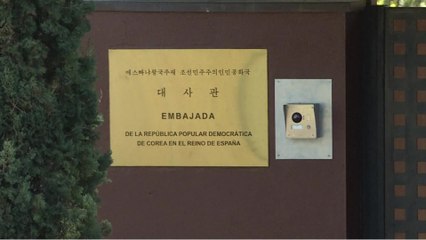 에스빠냐왕국주재 조선민주주의인민공화국
대 사 관
EMBAJADA
DE LA REPÚBLICA POPULAR DEMOCRÁTICA
DE COREA EN EL REINO DE ESPAÑA